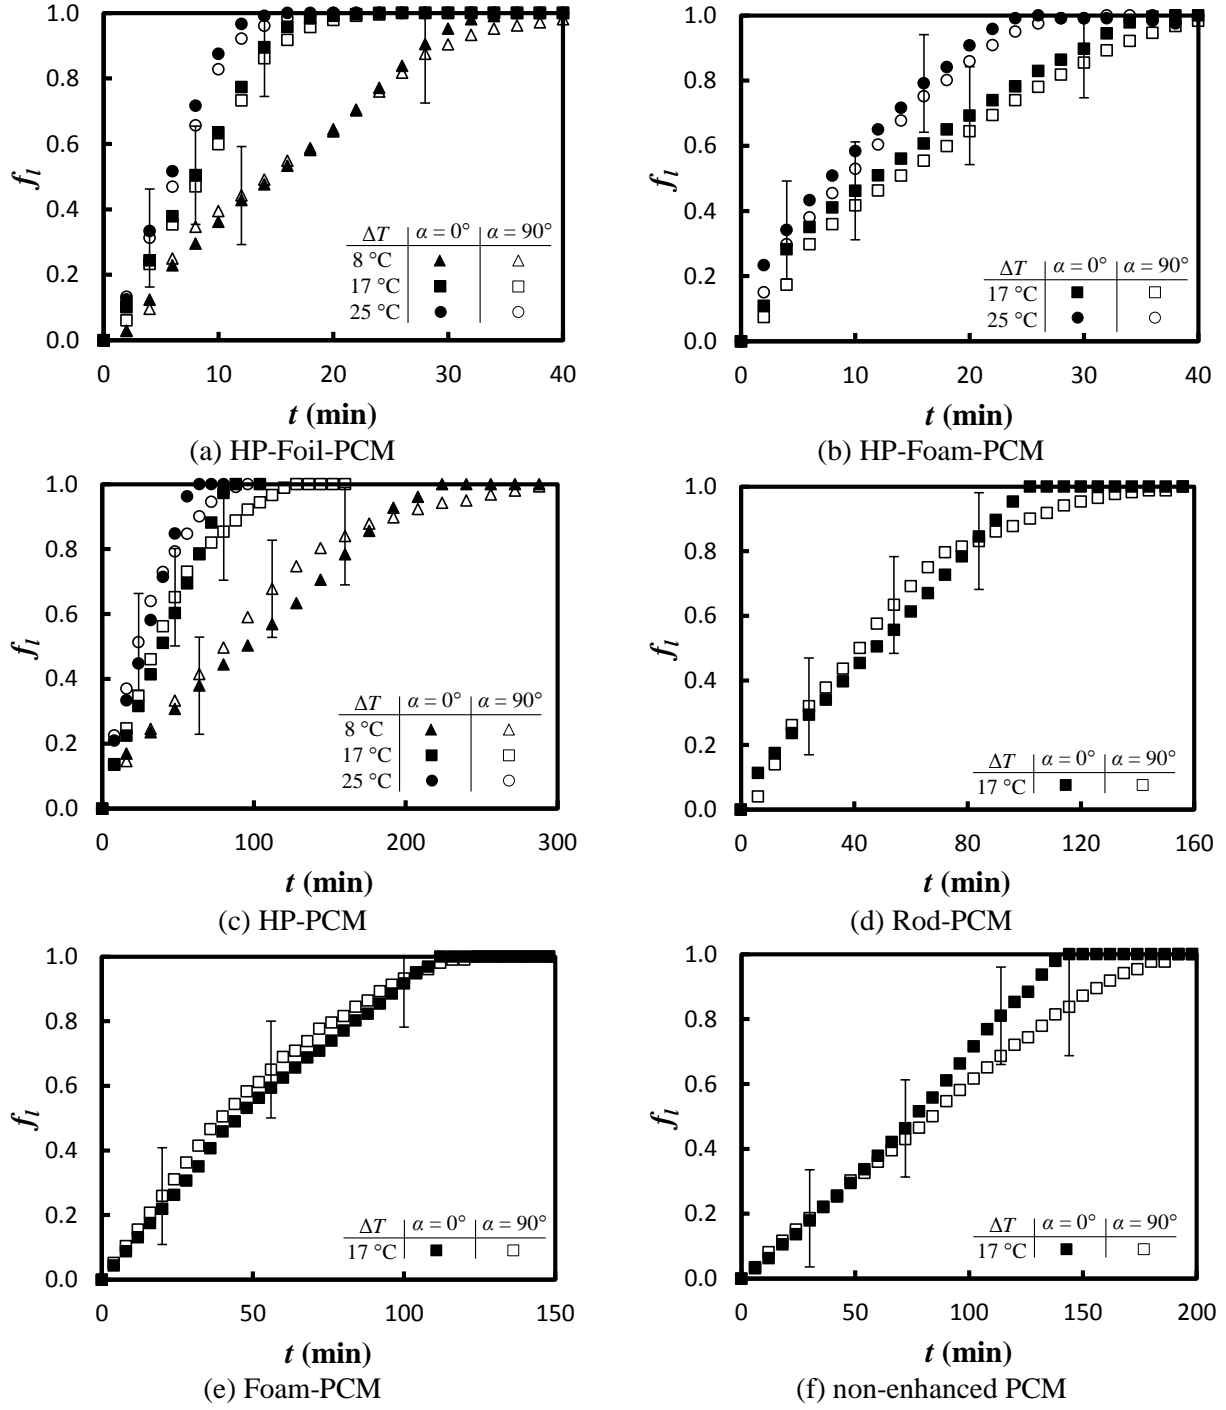 1.0
0.8
0.6
0.4
0.2
0.0
f_l
ΔT α = 0° α = 90°
8 °C
17 °C
25 °C
0 10 20 30 40
t (min)
(a) HP-Foil-PCM
1.0
0.8
0.6
0.4
0.2
0.0
f_l
ΔT α = 0° α = 90°
17 °C
25 °C
0 10 20 30 40
t (min)
(b) HP-Foam-PCM
1.0
0.8
0.6
0.4
0.2
0.0
f_l
ΔT α = 0° α = 90°
8 °C
17 °C
25 °C
0 100 200 300
t (min)
(c) HP-PCM
1.0
0.8
0.6
0.4
0.2
0.0
f_l
ΔT α = 0° α = 90°
17 °C
0 40 80 120 160
t (min)
(d) Rod-PCM
1.0
0.8
0.6
0.4
0.2
0.0
f_l
ΔT α = 0° α = 90°
17 °C
0 50 100 150
t (min)
(e) Foam-PCM
1.0
0.8
0.6
0.4
0.2
0.0
f_l
ΔT α = 0° α = 90°
17 °C
0 50 100 150 200
t (min)
(f) non-enhanced PCM